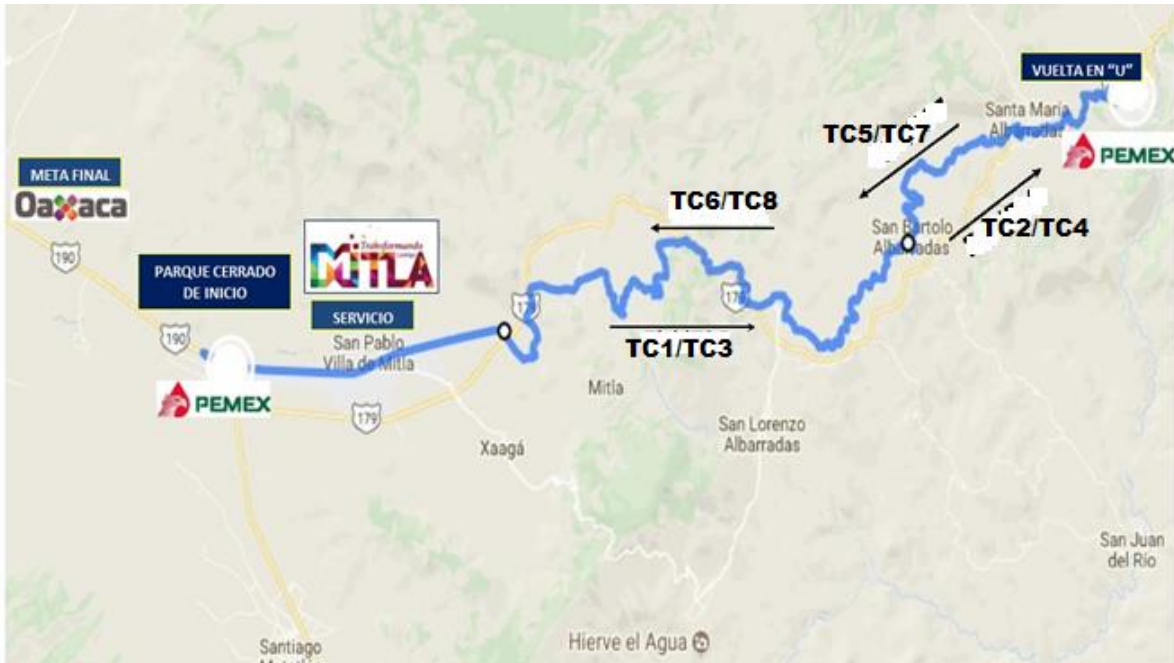 VUELTA EN "U"
Santa María
Albarradas
TC5/TC7
PEMEX
META FINAL
Oaxaca
TC6/TC8
San Bartolo
Albarradas
TC2/TC4
190
Transformando
MiTLA
PARQUE CERRADO
DE INICIO
SERVICIO
179
190
San Pablo
Villa de Mitla
TC1/TC3
PEMEX
179
Mitla
San Lorenzo
Albarradas
Xaagá
San Juan
del Río
Hierve el Agua
Santiago